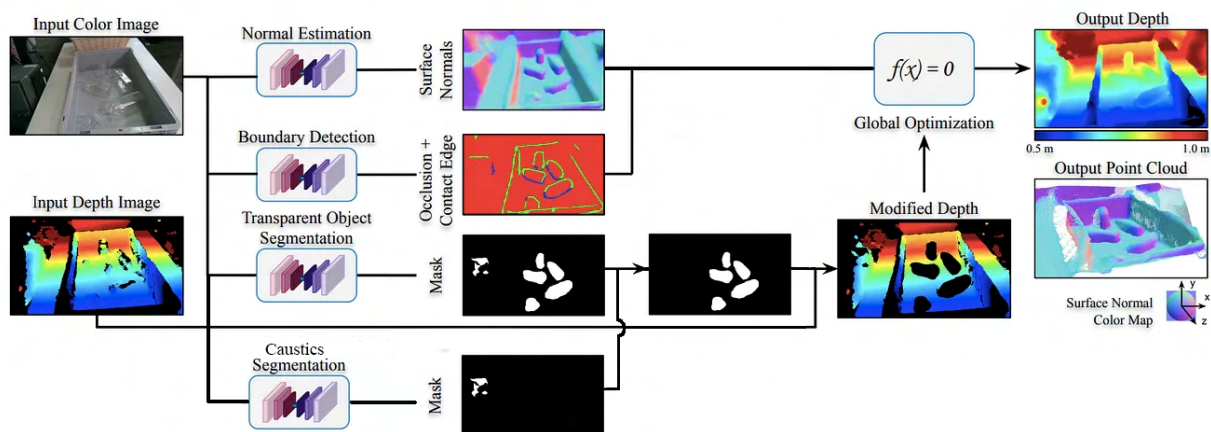 Input Color Image
Normal Estimation
Surface
Normals
f(x) = 0
Output Depth
Global Optimization
0.5 m
1.0 m
Boundary Detection
Occlusion +
Contact Edge
Output Point Cloud
Input Depth Image
Transparent Object
Segmentation
Mask
Modified Depth
Surface Normal
Color Map
y
x
z
Caustics
Segmentation
Mask